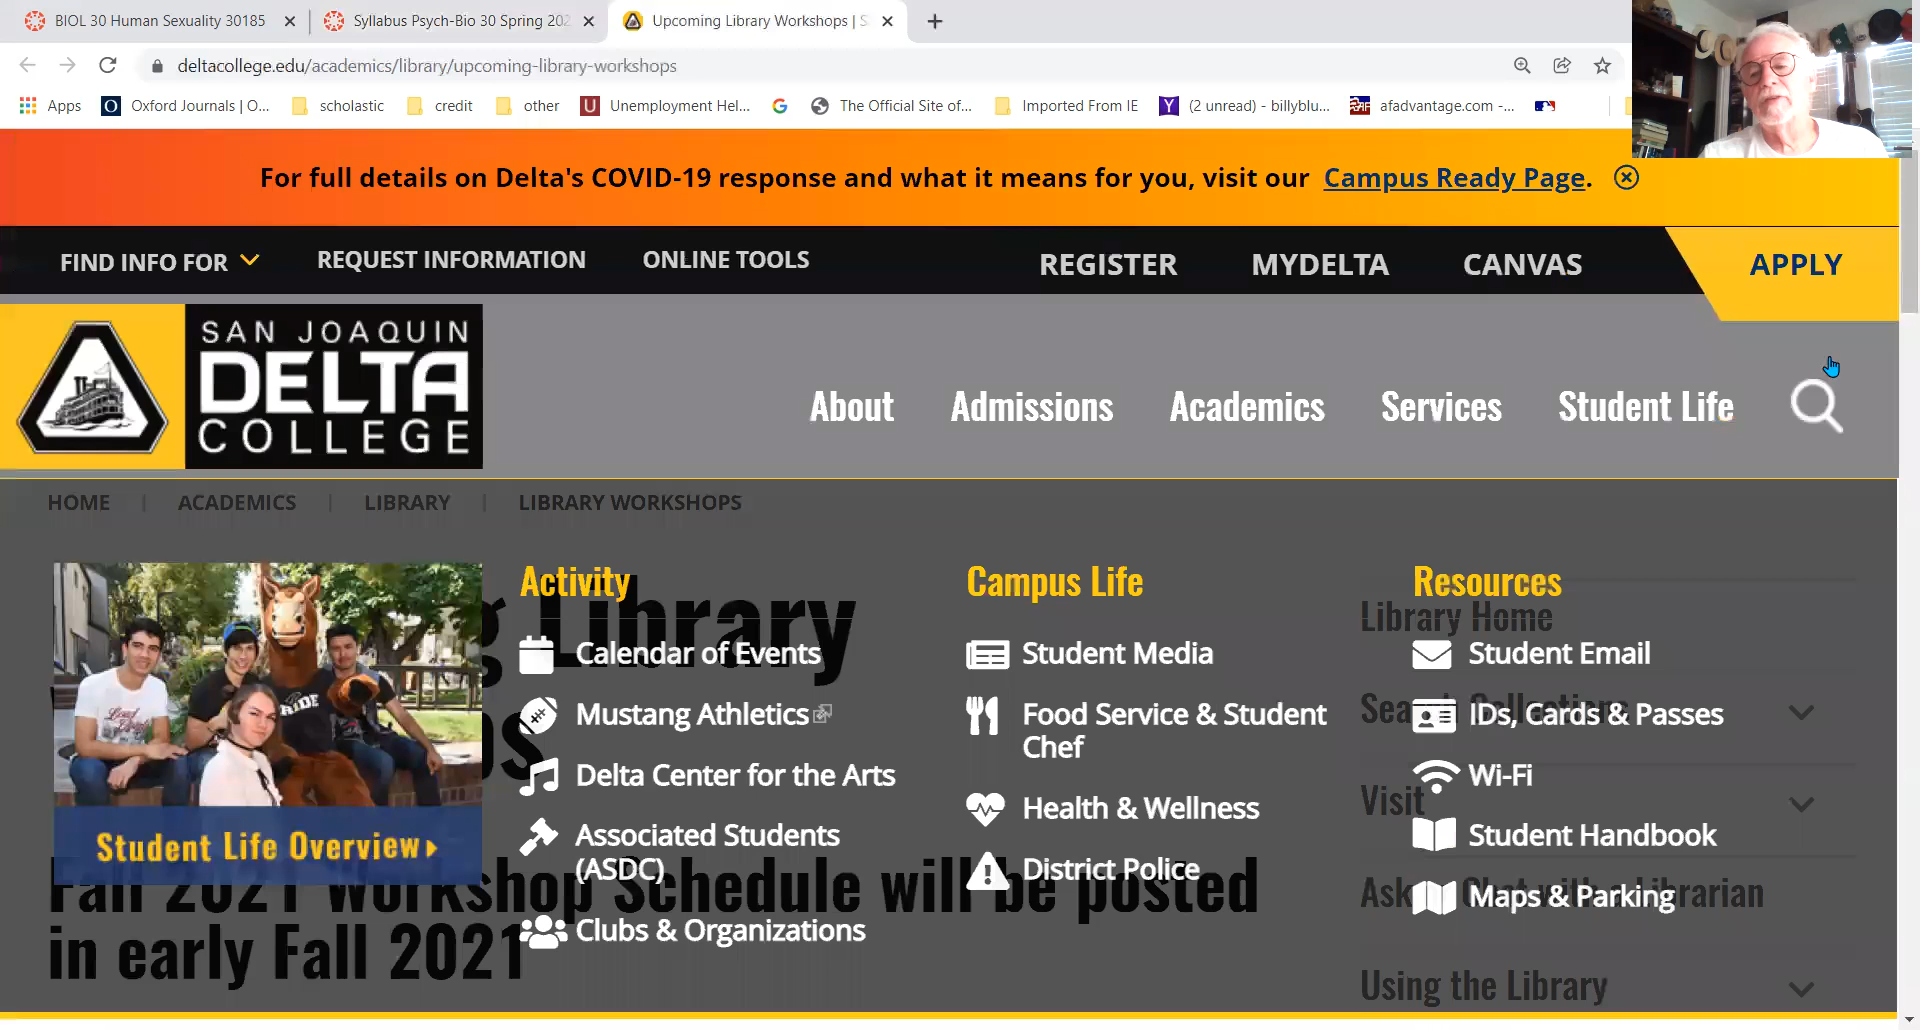 BIOL 30 Human Sexuality 30185
Syllabus Psych-Bio 30 Spring 202
Upcoming Library Workshops | S
deltacollege.edu/academics/library/upcoming-library-workshops
Apps
Oxford Journals | O...
scholastic
credit
other
Unemployment Hel...
The Official Site of...
Imported From IE
(2 unread) - billyblu...
afadvantage.com -...
For full details on Delta's COVID-19 response and what it means for you, visit our Campus Ready Page.
FIND INFO FOR
REQUEST INFORMATION
ONLINE TOOLS
REGISTER
MYDELTA
CANVAS
APPLY
SAN JOAQUIN
DELTA
COLLEGE
About
Admissions
Academics
Services
Student Life
HOME | ACADEMICS | LIBRARY | LIBRARY WORKSHOPS
Student Life Overview
Activity
Calendar of Events
Mustang Athletics
Delta Center for the Arts
Associated Students
(ASDC)
Clubs & Organizations
Campus Life
Student Media
Food Service & Student
Chef
Health & Wellness
District Police
Resources
Student Email
IDs, Cards & Passes
Wi-Fi
Student Handbook
Maps & Parking
Library
Fall 2021 Workshop Schedule will be posted
in early Fall 2021
Library Home
Search Collections
Visit
Using the Library